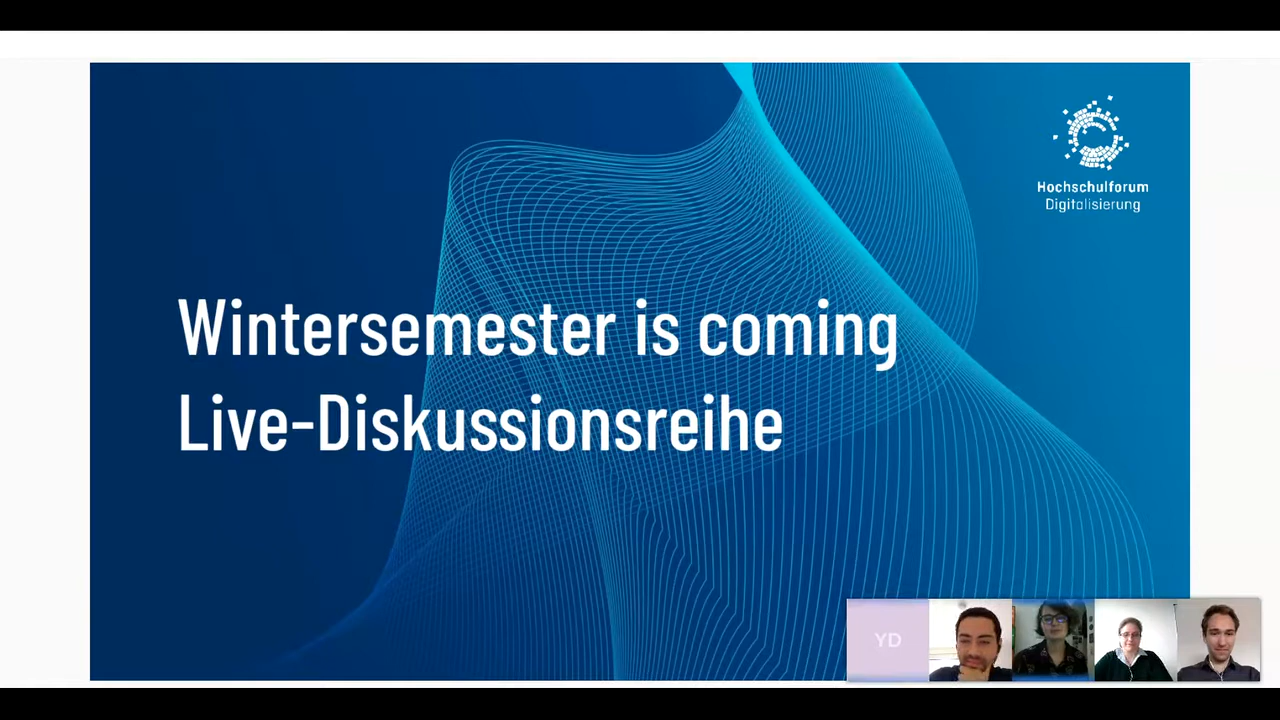 Hochschulforum
Digitalisierung
Wintersemester is coming
Live-Diskussionsreihe
YD